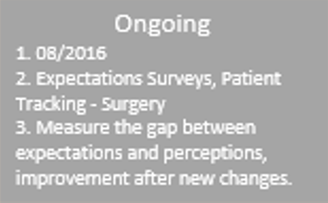 Ongoing
1. 08/2016
2. Expectations Surveys, Patient
Tracking - Surgery
3. Measure the gap between
expectations and perceptions,
improvement after new changes.